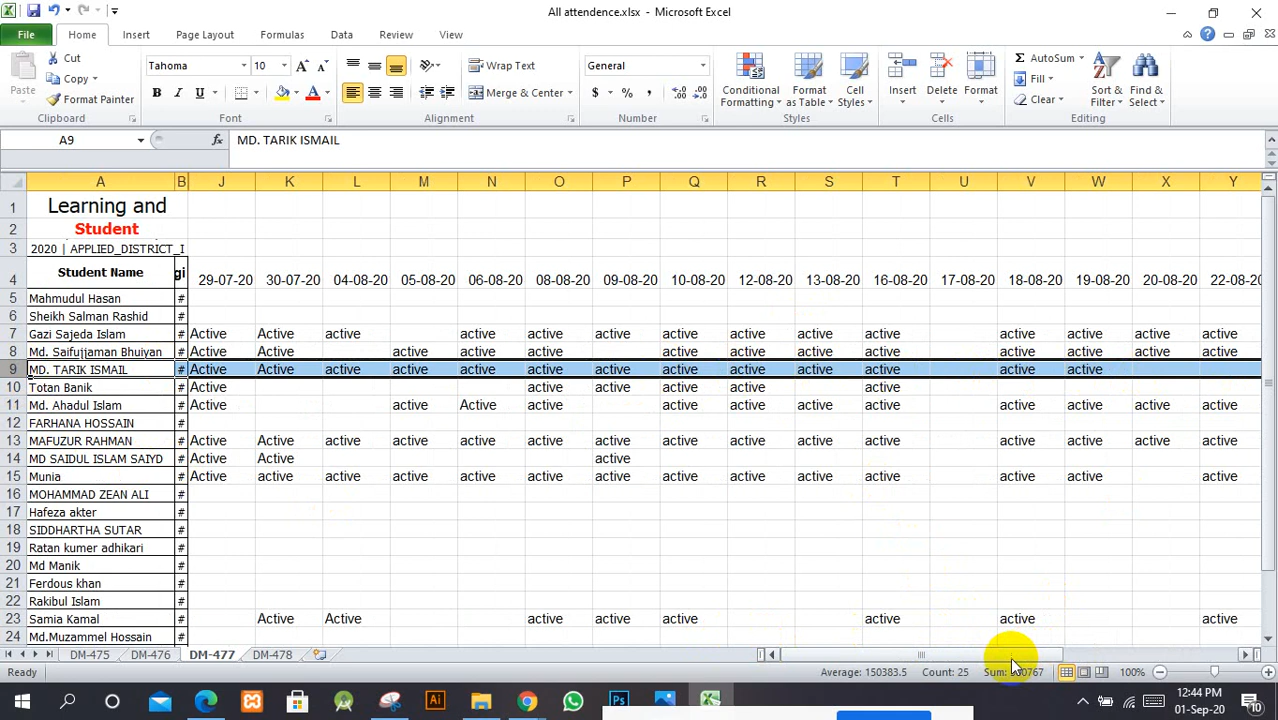 All attendence.xlsx - Microsoft Excel
File Home Insert Page Layout Formulas Data Review View
Paste Cut Copy Format Painter Clipboard
Tahoma 10 A A B I U A Font
Wrap Text Merge & Center Alignment
General $ % , Number
Conditional Formatting Format as Table Cell Styles Styles
Insert Delete Format Cells
Σ AutoSum Fill Clear Sort & Filter Find & Select Editing
A9 fx MD. TARIK ISMAIL
A B J K L M N O P Q R S T U V W X Y
1 Learning and
2 Student
3 2020 | APPLIED_DISTRICT_I
4 Student Name gi 29-07-20 30-07-20 04-08-20 05-08-20 06-08-20 08-08-20 09-08-20 10-08-20 12-08-20 13-08-20 16-08-20 17-08-20 18-08-20 19-08-20 20-08-20 22-08-20
5 Mahmudul Hasan #
6 Sheikh Salman Rashid #
7 Gazi Sajeda Islam # Active Active active active active active active active active active active active active active
8 Md. Saifujjaman Bhuiyan # Active Active active active active active active active active active active active active
9 MD. TARIK ISMAIL # Active Active active active active active active active active active active active active
10 Totan Banik # Active active active active active active active
11 Md. Ahadul Islam # Active active Active active active active active active active active active active
12 FARHANA HOSSAIN #
13 MAFUZUR RAHMAN # Active Active active active active active active active active active active active active active active
14 MD SAIDUL ISLAM SAIYD # Active Active active
15 Munia # Active active active active active active active active active active active active active active
16 MOHAMMAD ZEAN ALI #
17 Hafeza akter #
18 SIDDHARTHA SUTAR #
19 Ratan kumer adhikari #
20 Md Manik #
21 Ferdous khan #
22 Rakibul Islam #
23 Samia Kamal # Active Active active active active active active active
24 Md.Muzammel Hossain #
DM-475 DM-476 DM-477 DM-478
Ready Average: 150383.5 Count: 25 Sum: 100%
12:44 PM
01-Sep-20
10